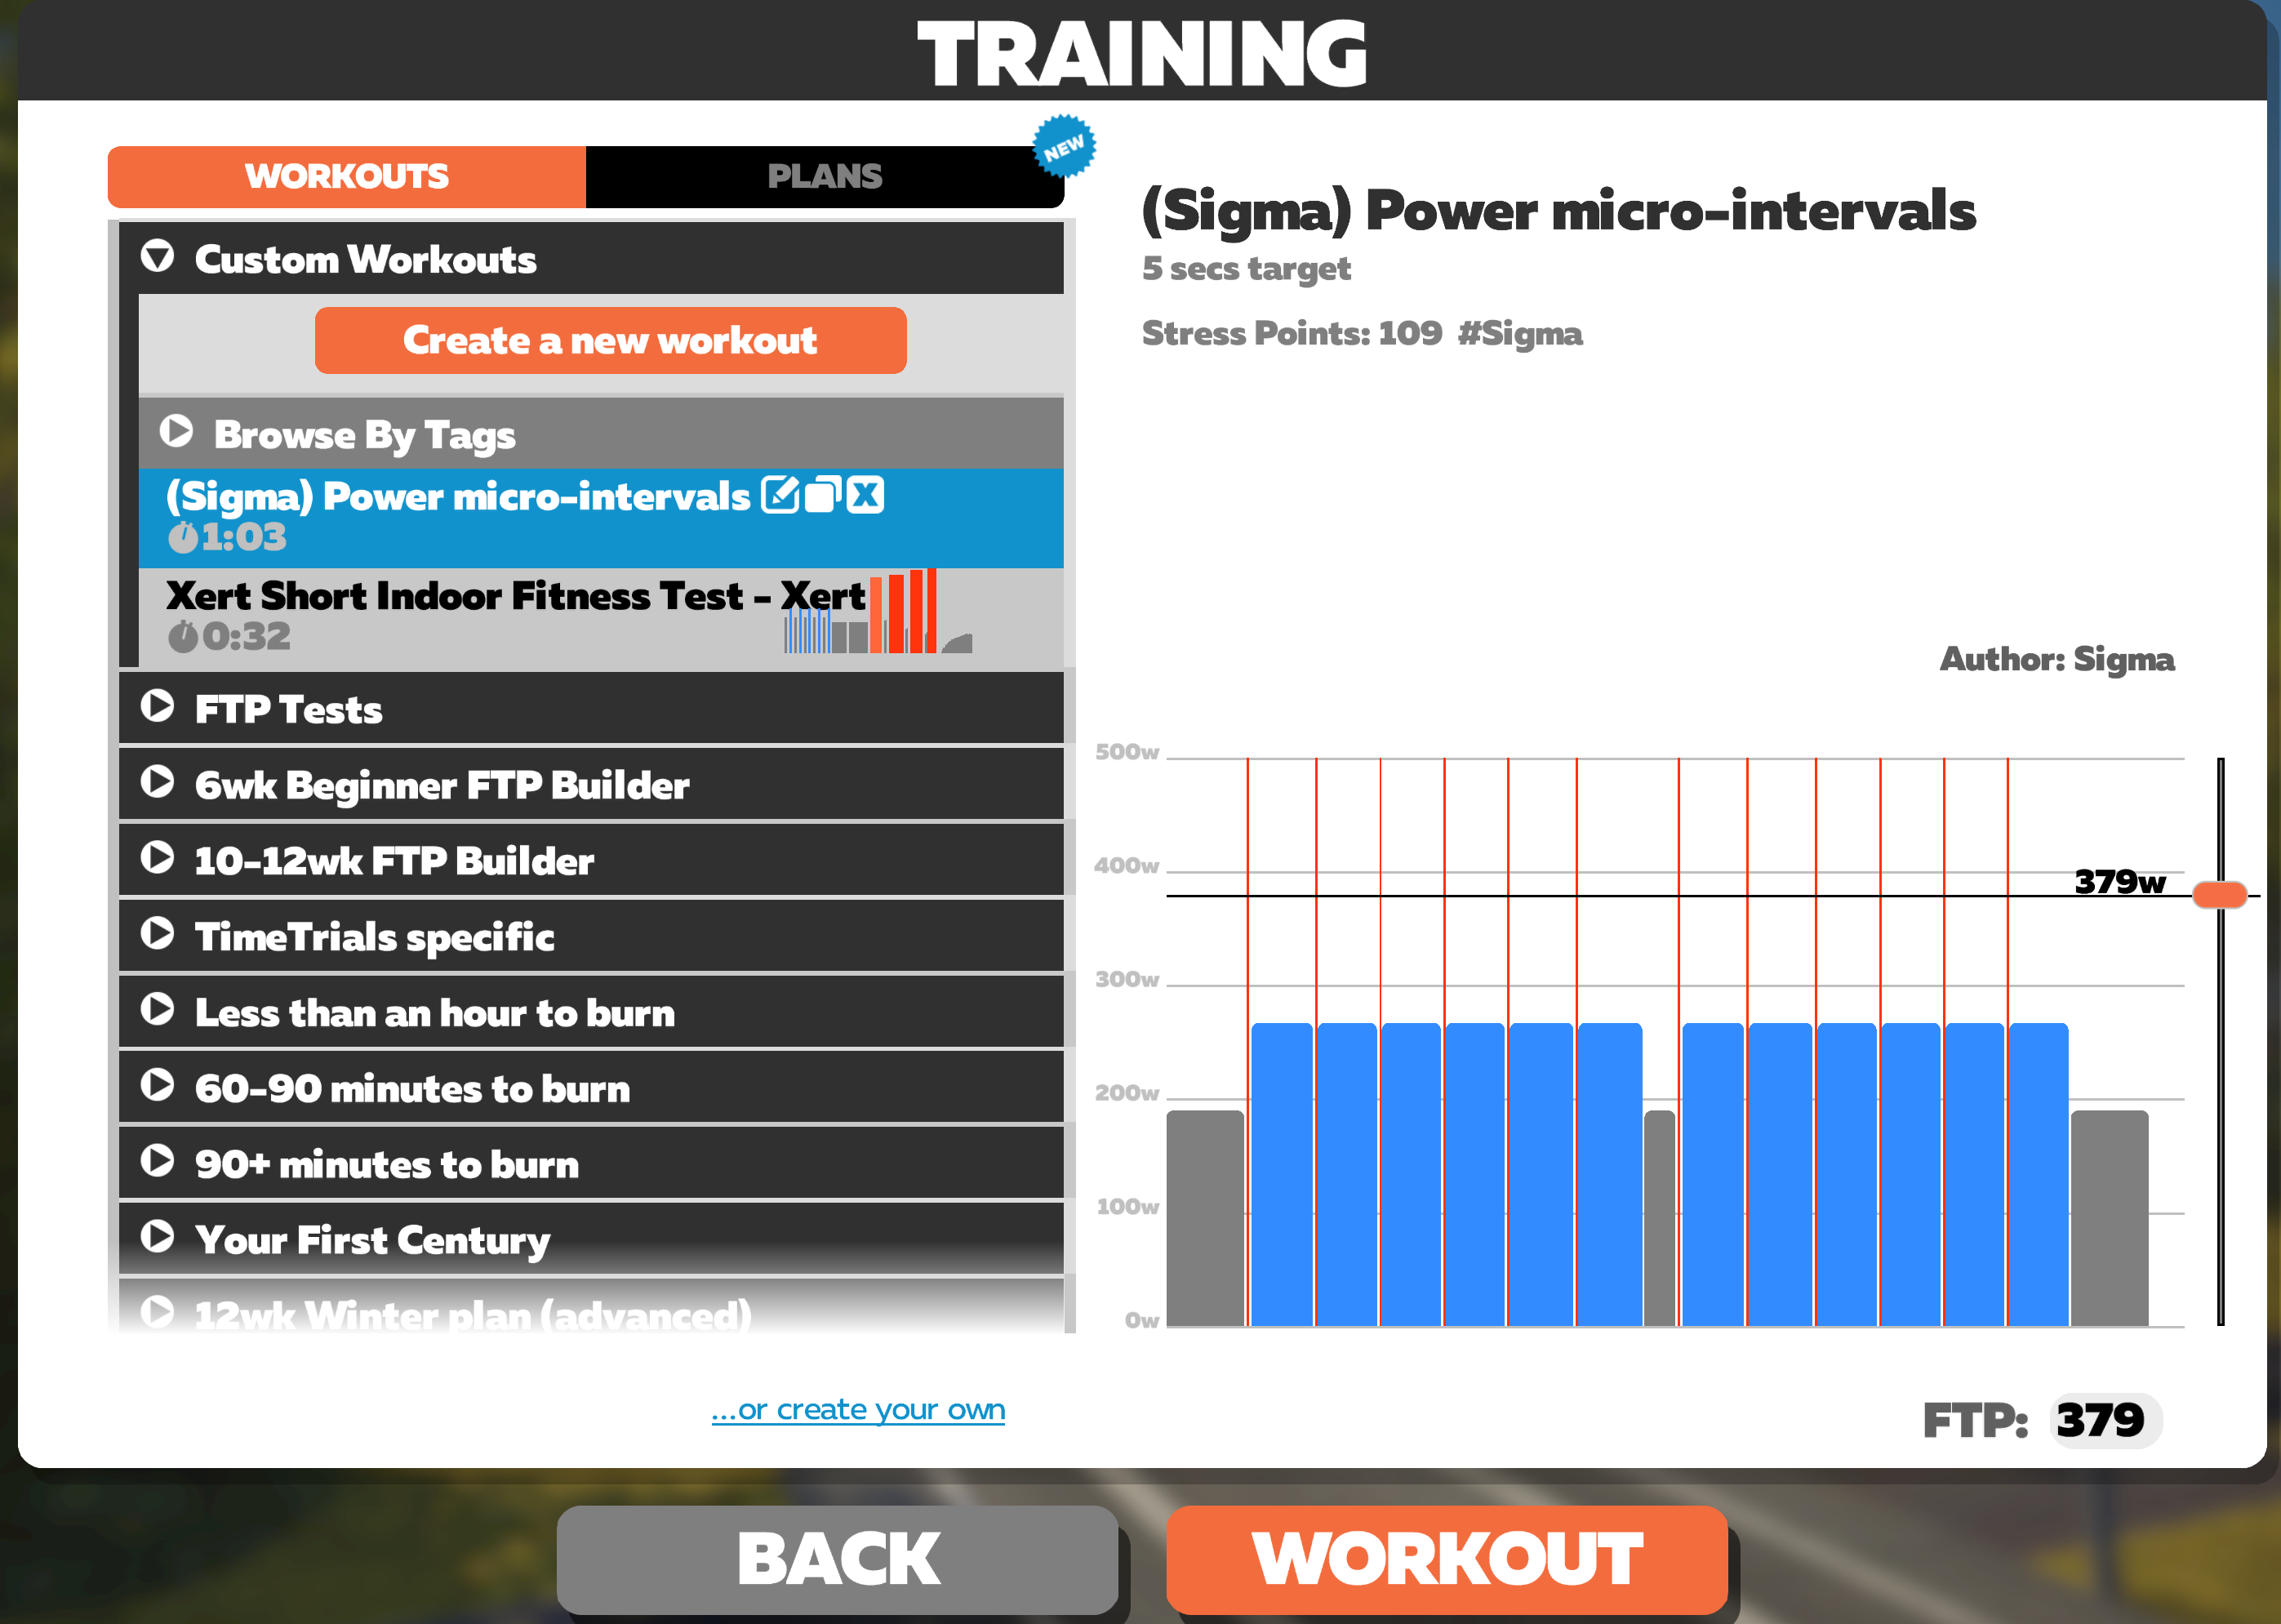 TRAINING
NEW
WORKOUTS
PLANS
Custom Workouts
Create a new workout
Browse By Tags
(Sigma) Power micro-intervals
X
1:03
Xert Short Indoor Fitness Test - Xert
0:32
FTP Tests
6wk Beginner FTP Builder
10-12wk FTP Builder
TimeTrials specific
Less than an hour to burn
60-90 minutes to burn
90+ minutes to burn
Your First Century
12wk Winter plan (advanced)
...or create your own
(Sigma) Power micro-intervals
5 secs target
Stress Points: 109 #Sigma
Author: Sigma
500w
400w
379w
300w
200w
100w
0w
FTP: 379
BACK
WORKOUT